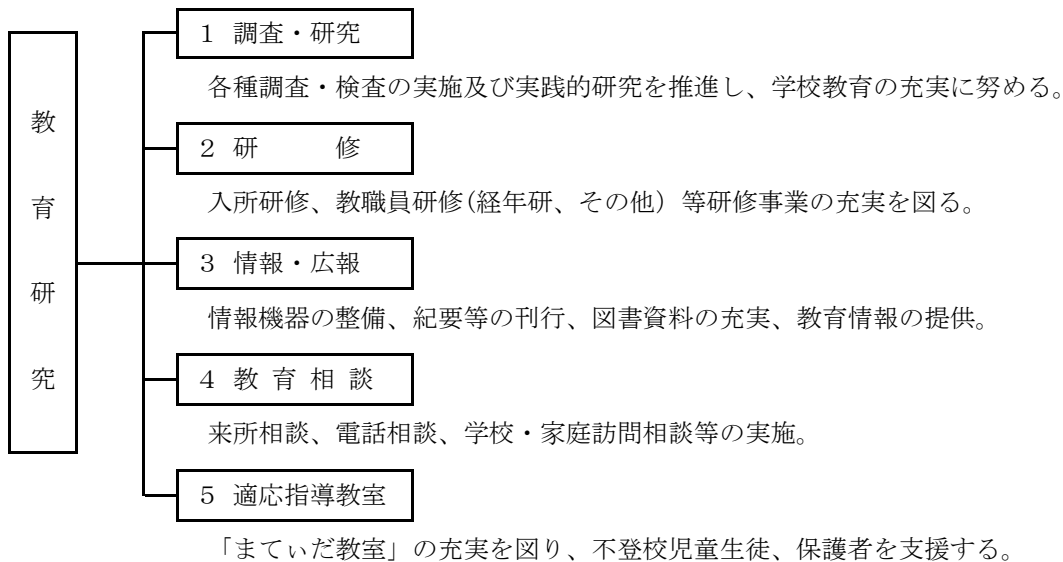 教育研究
１ 調査・研究
各種調査・検査の実施及び実践的研究を推進し、学校教育の充実に努める。
２ 研　　　修
入所研修、教職員研修(経年研、その他) 等研修事業の充実を図る。
３ 情報・広報
情報機器の整備、紀要等の刊行、図書資料の充実、教育情報の提供。
４ 教 育 相 談
来所相談、電話相談、学校・家庭訪問相談等の実施。
５ 適応指導教室
「まてぃだ教室」の充実を図り、不登校児童生徒、保護者を支援する。